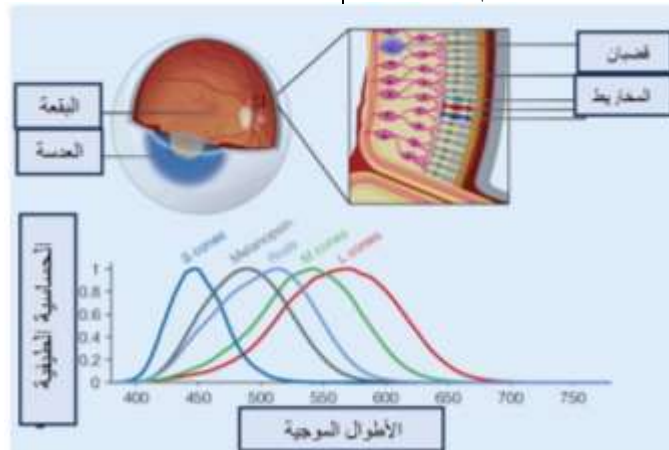 قضبان
المخاريط
البقعة
العدسة
S cones
Melanopsin
Rods
M cones
L cones
الحساسية الطيفية
1
0.8
0.6
0.4
0.2
0
400 450 500 550 600 650 700 750
الأطوال الموجية